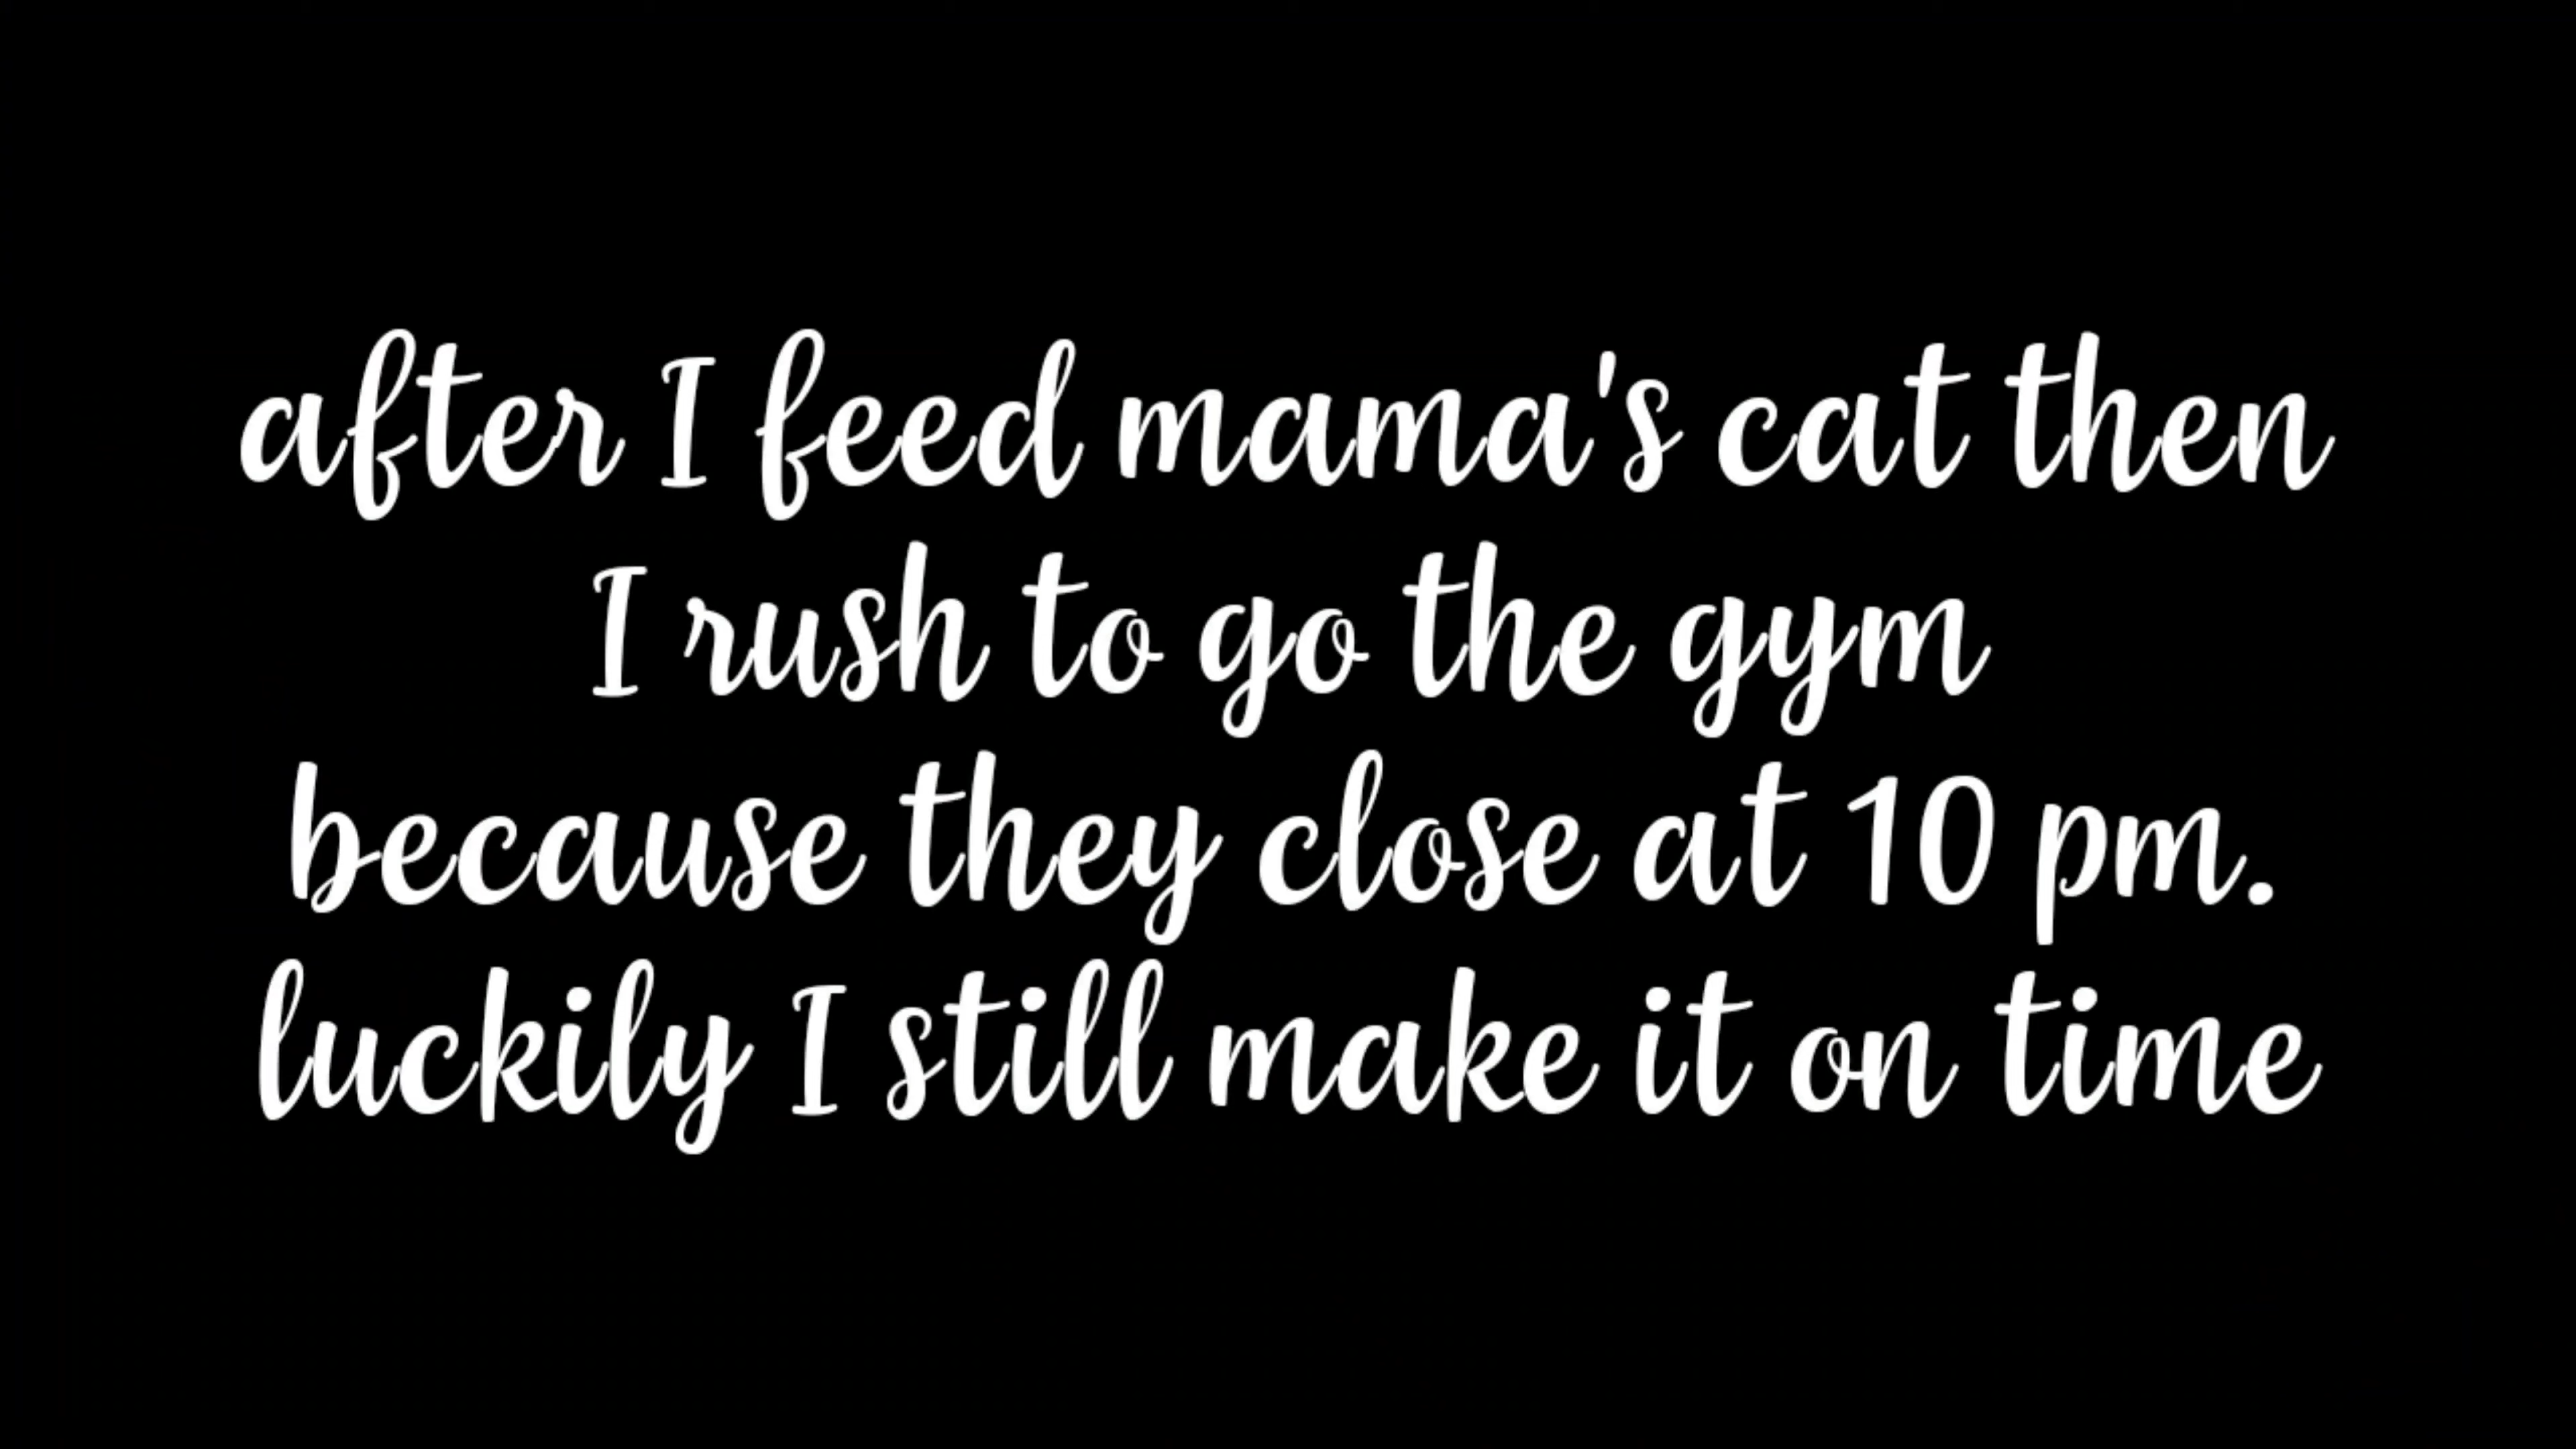 after I feed mama's cat then
I rush to go the gym
because they close at 10 pm.
luckily I still make it on time